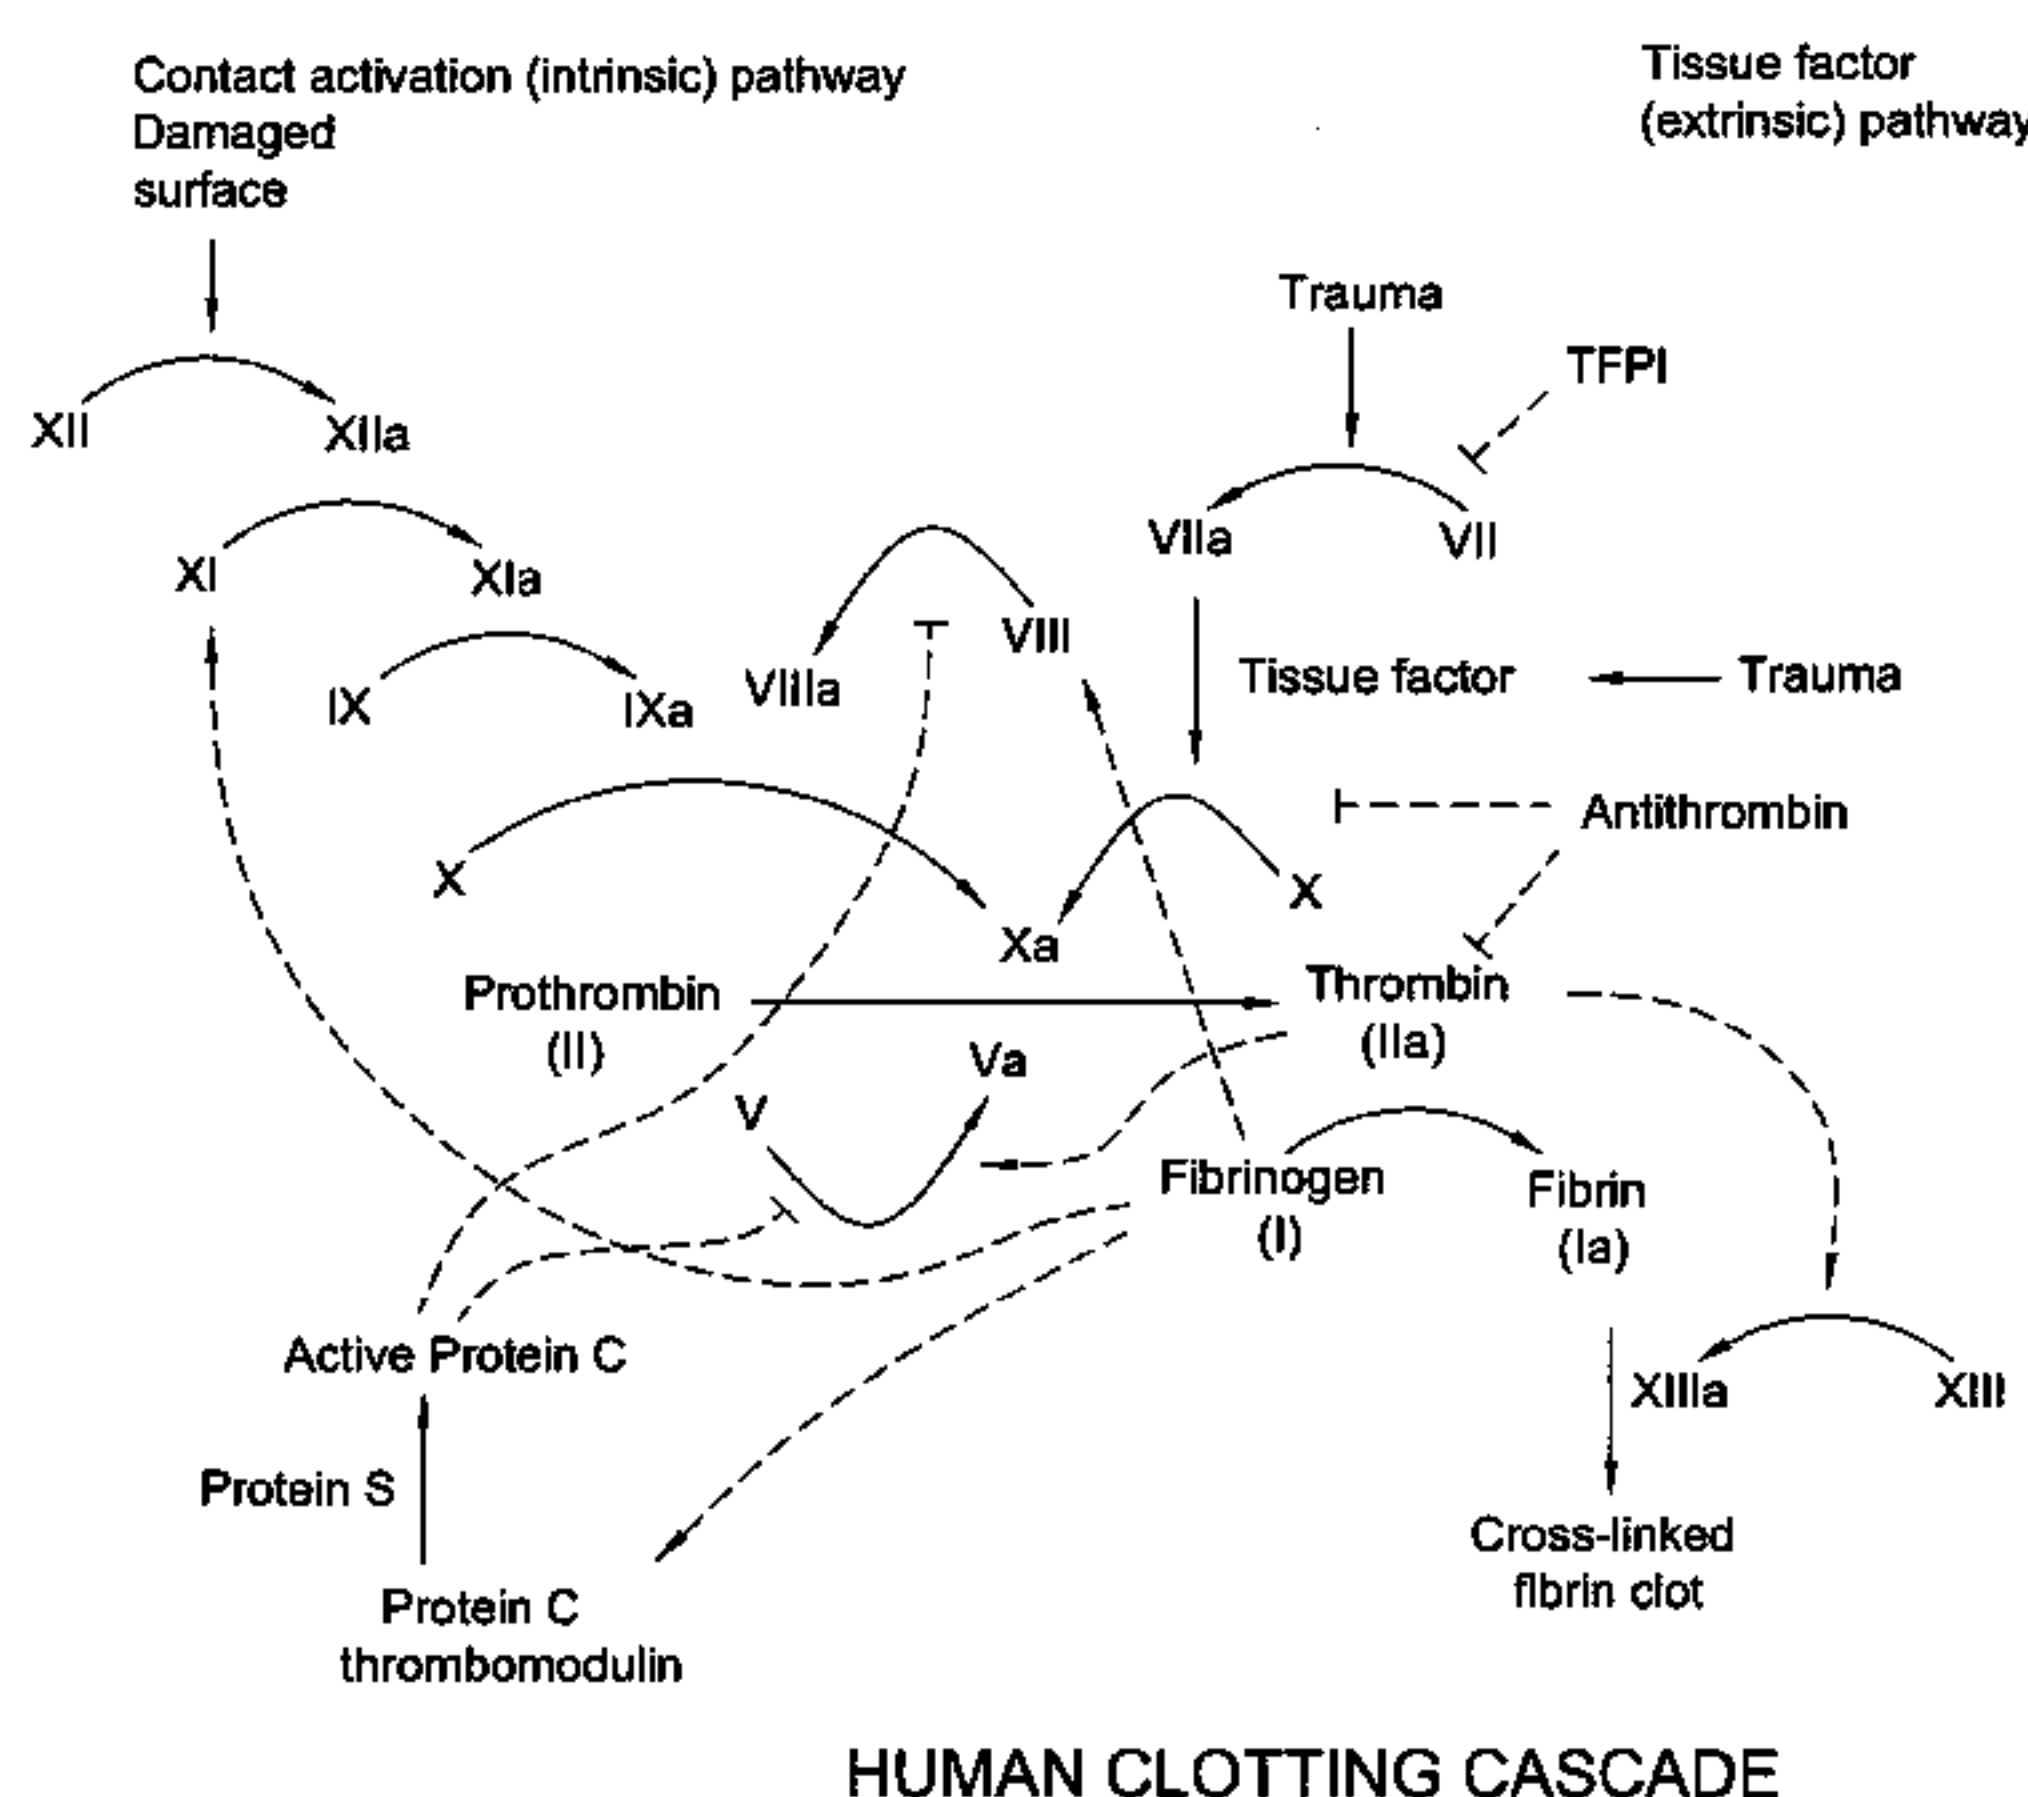 Contact activation (intrinsic) pathway
Damaged
surface
Tissue factor
(extrinsic) pathway
Trauma
TFPI
XII
XIIa
VIIa
VII
XI
XIa
VIII
VIIIa
IX
IXa
Tissue factor
Trauma
Antithrombin
X
X
Xa
Prothrombin
(II)
Thrombin
(IIa)
Va
V
Fibrinogen
(I)
Fibrin
(Ia)
Active Protein C
XIIIa
XIII
Protein S
Cross-linked
fibrin clot
Protein C
thrombomodulin
HUMAN CLOTTING CASCADE